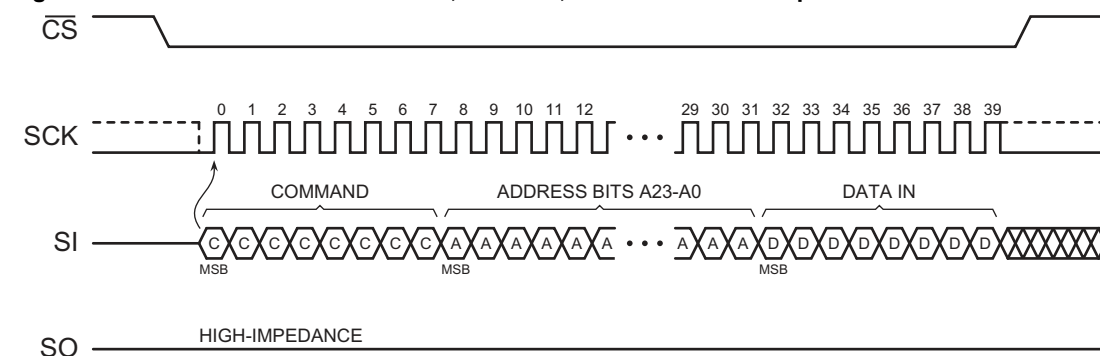 CS
0 1 2 3 4 5 6 7 8 9 10 11 12 29 30 31 32 33 34 35 36 37 38 39
SCK
COMMAND ADDRESS BITS A23-A0 DATA IN
SI C C C C C C C C A A A A A A ••• A A A D D D D D D D D
MSB MSB MSB
HIGH-IMPEDANCE
SO